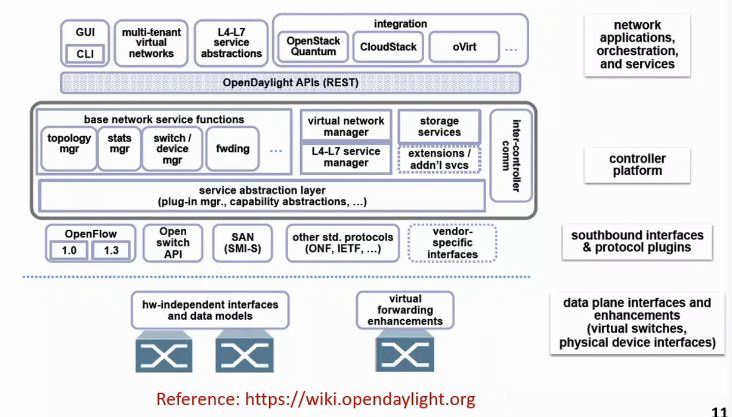 GUI
CLI
multi-tenant
virtual
networks
L4-L7
service
abstractions
integration
OpenStack
Quantum
CloudStack
oVirt
...
network
applications,
orchestration,
and services
OpenDaylight APIs (REST)
base network service functions
topology
mgr
stats
mgr
switch /
device
mgr
fwding
...
virtual network
manager
L4-L7 service
manager
storage
services
extensions /
addn'l svcs
inter-controller
comm
controller
platform
service abstraction layer
(plug-in mgr., capability abstractions, ...)
OpenFlow
1.0
1.3
Open
switch
API
SAN
(SMI-S)
other std. protocols
(ONF, IETF, ...)
vendor-
specific
interfaces
southbound interfaces
& protocol plugins
hw-independent interfaces
and data models
virtual
forwarding
enhancements
data plane interfaces and
enhancements
(virtual switches,
physical device interfaces)
Reference: https://wiki.opendaylight.org
11